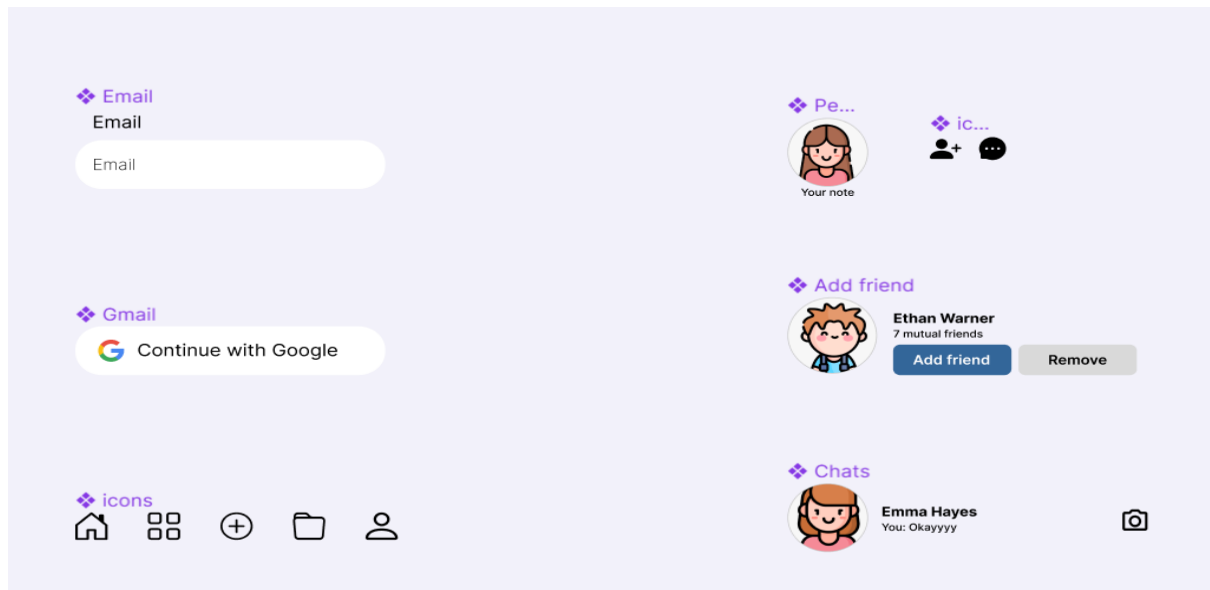 Email
Email
Email
Gmail
Continue with Google
icons
Pe...
Your note
ic...
Add friend
Ethan Warner
7 mutual friends
Add friend
Remove
Chats
Emma Hayes
You: Okayyyy